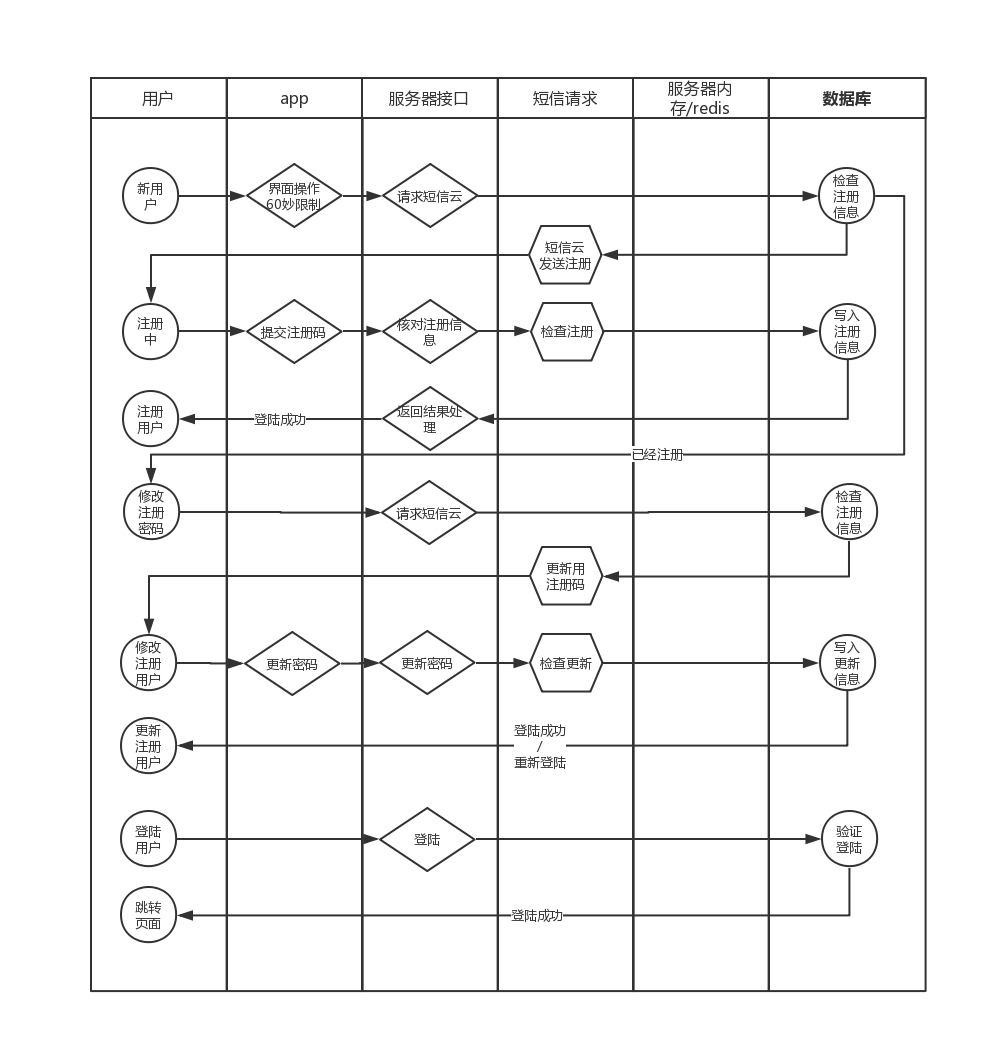 用户
app
服务器接口
短信请求
服务器内
存/redis
数据库
新用
户
界面操作
60妙限制
请求短信云
检查
注册
信息
短信云
发送注册
注册
中
提交注册码
核对注册信
息
检查注册
写入
注册
信息
注册
用户
登陆成功
返回结果处
理
已经注册
修改
注册
密码
请求短信云
检查
注册
信息
更新用
注册码
修改
注册
用户
更新密码
更新密码
检查更新
写入
更新
信息
更新
注册
用户
登陆成功
/
重新登陆
登陆
用户
登陆
验证
登陆
跳转
页面
登陆成功